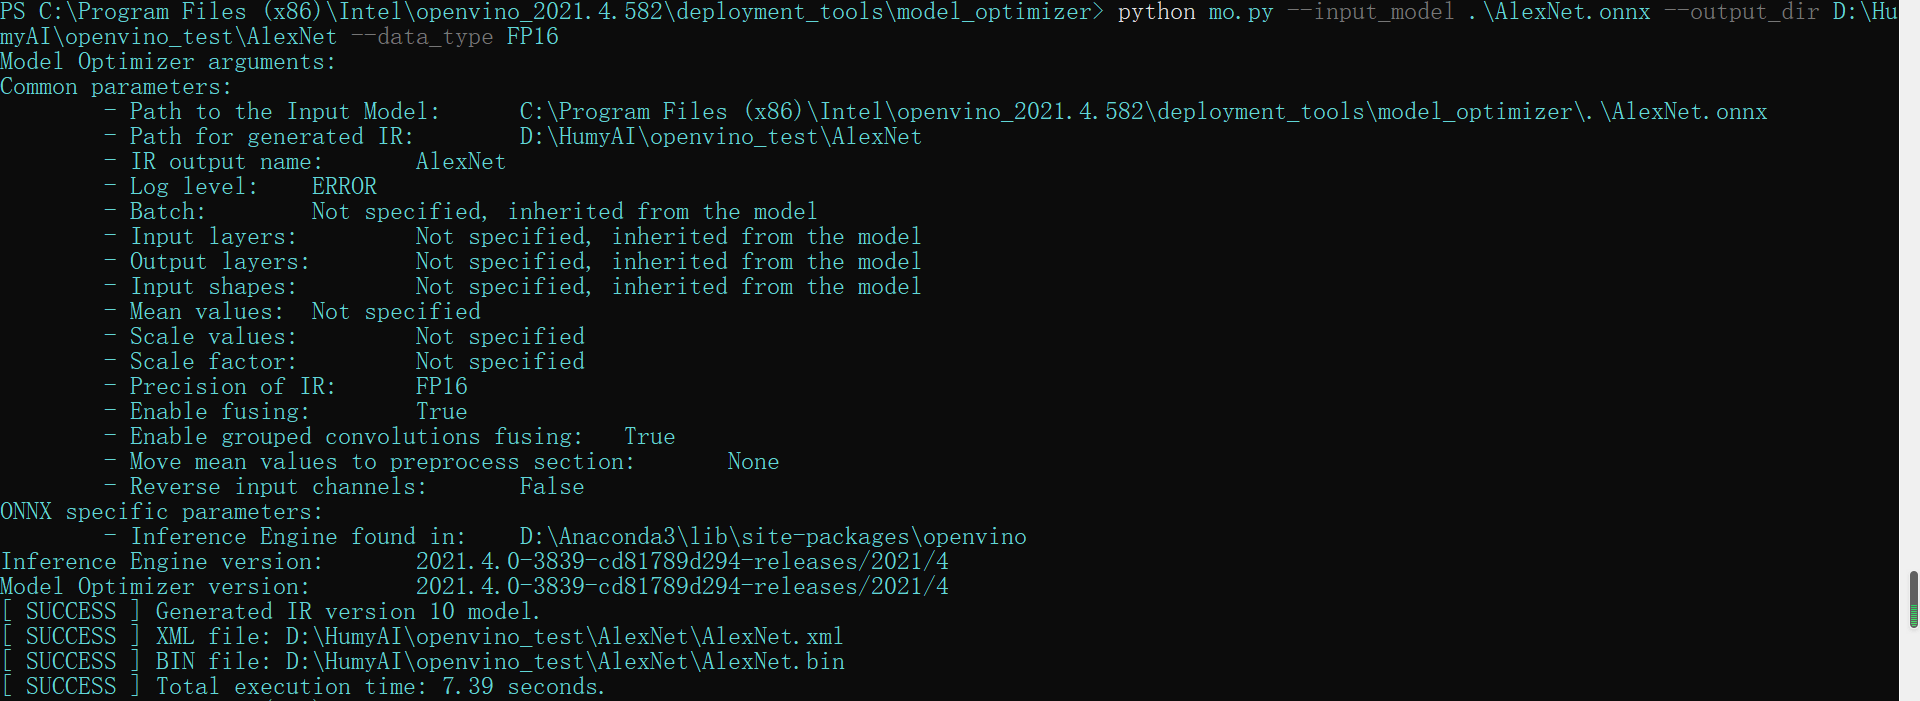 PS C:\Program Files (x86)\Intel\openvino_2021.4.582\deployment_tools\model_optimizer> python mo.py --input_model .\AlexNet.onnx --output_dir D:\Hu
myAI\openvino_test\AlexNet --data_type FP16
Model Optimizer arguments:
Common parameters:
        - Path to the Input Model:      C:\Program Files (x86)\Intel\openvino_2021.4.582\deployment_tools\model_optimizer\.\AlexNet.onnx
        - Path for generated IR:        D:\HumyAI\openvino_test\AlexNet
        - IR output name:       AlexNet
        - Log level:    ERROR
        - Batch:        Not specified, inherited from the model
        - Input layers:         Not specified, inherited from the model
        - Output layers:        Not specified, inherited from the model
        - Input shapes:         Not specified, inherited from the model
        - Mean values:  Not specified
        - Scale values:         Not specified
        - Scale factor:         Not specified
        - Precision of IR:      FP16
        - Enable fusing:        True
        - Enable grouped convolutions fusing:   True
        - Move mean values to preprocess section:       None
        - Reverse input channels:       False
ONNX specific parameters:
        - Inference Engine found in:    D:\Anaconda3\lib\site-packages\openvino
Inference Engine version:       2021.4.0-3839-cd81789d294-releases/2021/4
Model Optimizer version:        2021.4.0-3839-cd81789d294-releases/2021/4
[ SUCCESS ] Generated IR version 10 model.
[ SUCCESS ] XML file: D:\HumyAI\openvino_test\AlexNet\AlexNet.xml
[ SUCCESS ] BIN file: D:\HumyAI\openvino_test\AlexNet\AlexNet.bin
[ SUCCESS ] Total execution time: 7.39 seconds.